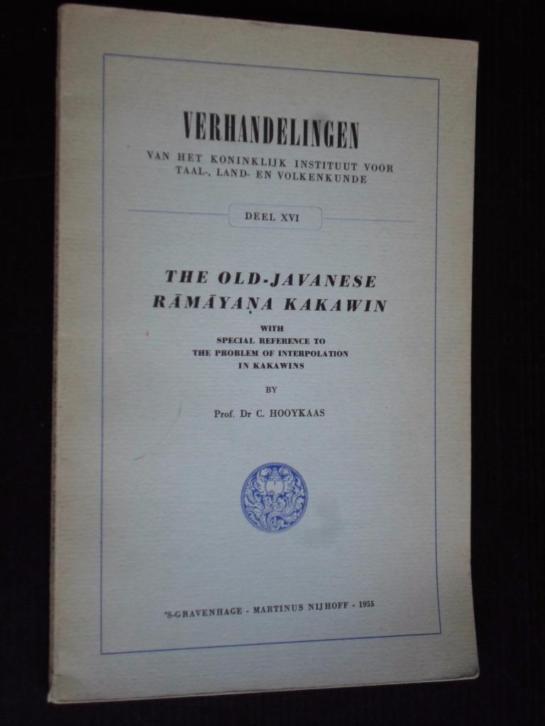 VERHANDELINGEN
VAN HET KONINKLIJK INSTITUUT VOOR
TAAL-, LAND- EN VOLKENKUNDE
DEEL XVI
THE OLD-JAVANESE
RĀMĀYAṆA KAKAWIN
WITH
SPECIAL REFERENCE TO
THE PROBLEM OF INTERPOLATION
IN KAKAWINS
BY
Prof. Dr C. HOOYKAAS
'S-GRAVENHAGE - MARTINUS NIJHOFF - 1955